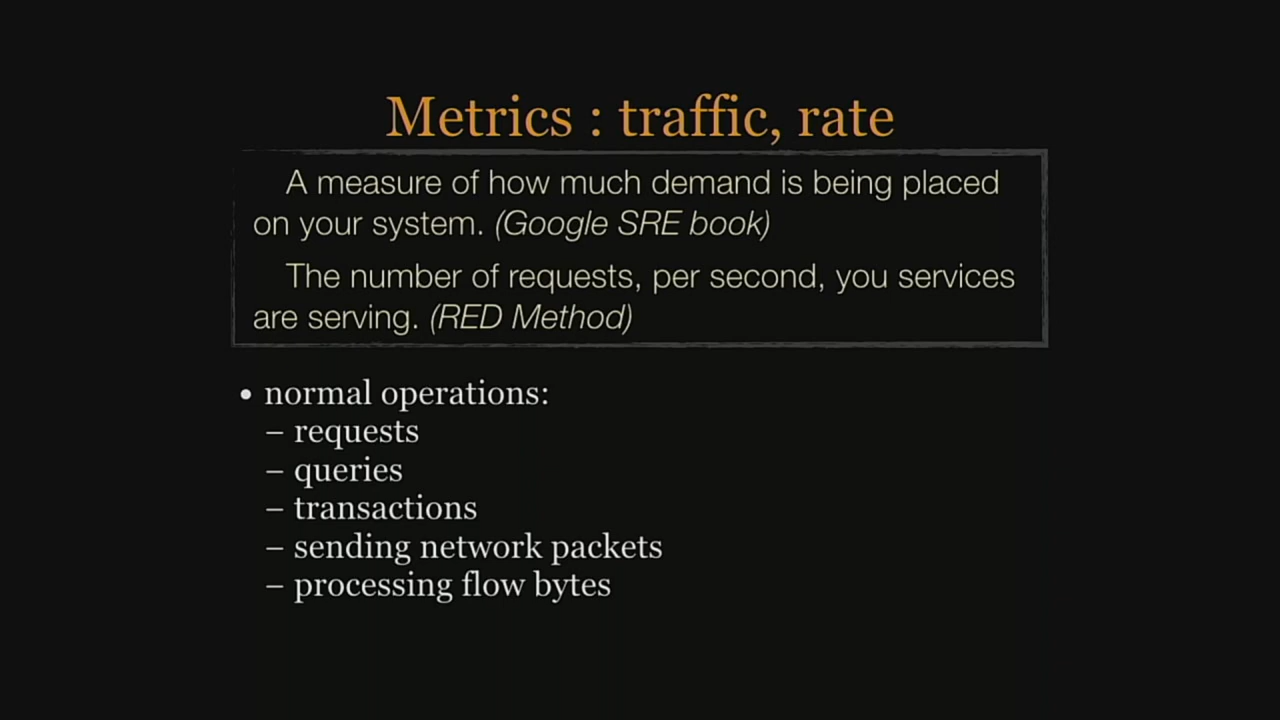 Metrics : traffic, rate
A measure of how much demand is being placed
on your system. (Google SRE book)
The number of requests, per second, you services
are serving. (RED Method)
• normal operations:
– requests
– queries
– transactions
– sending network packets
– processing flow bytes